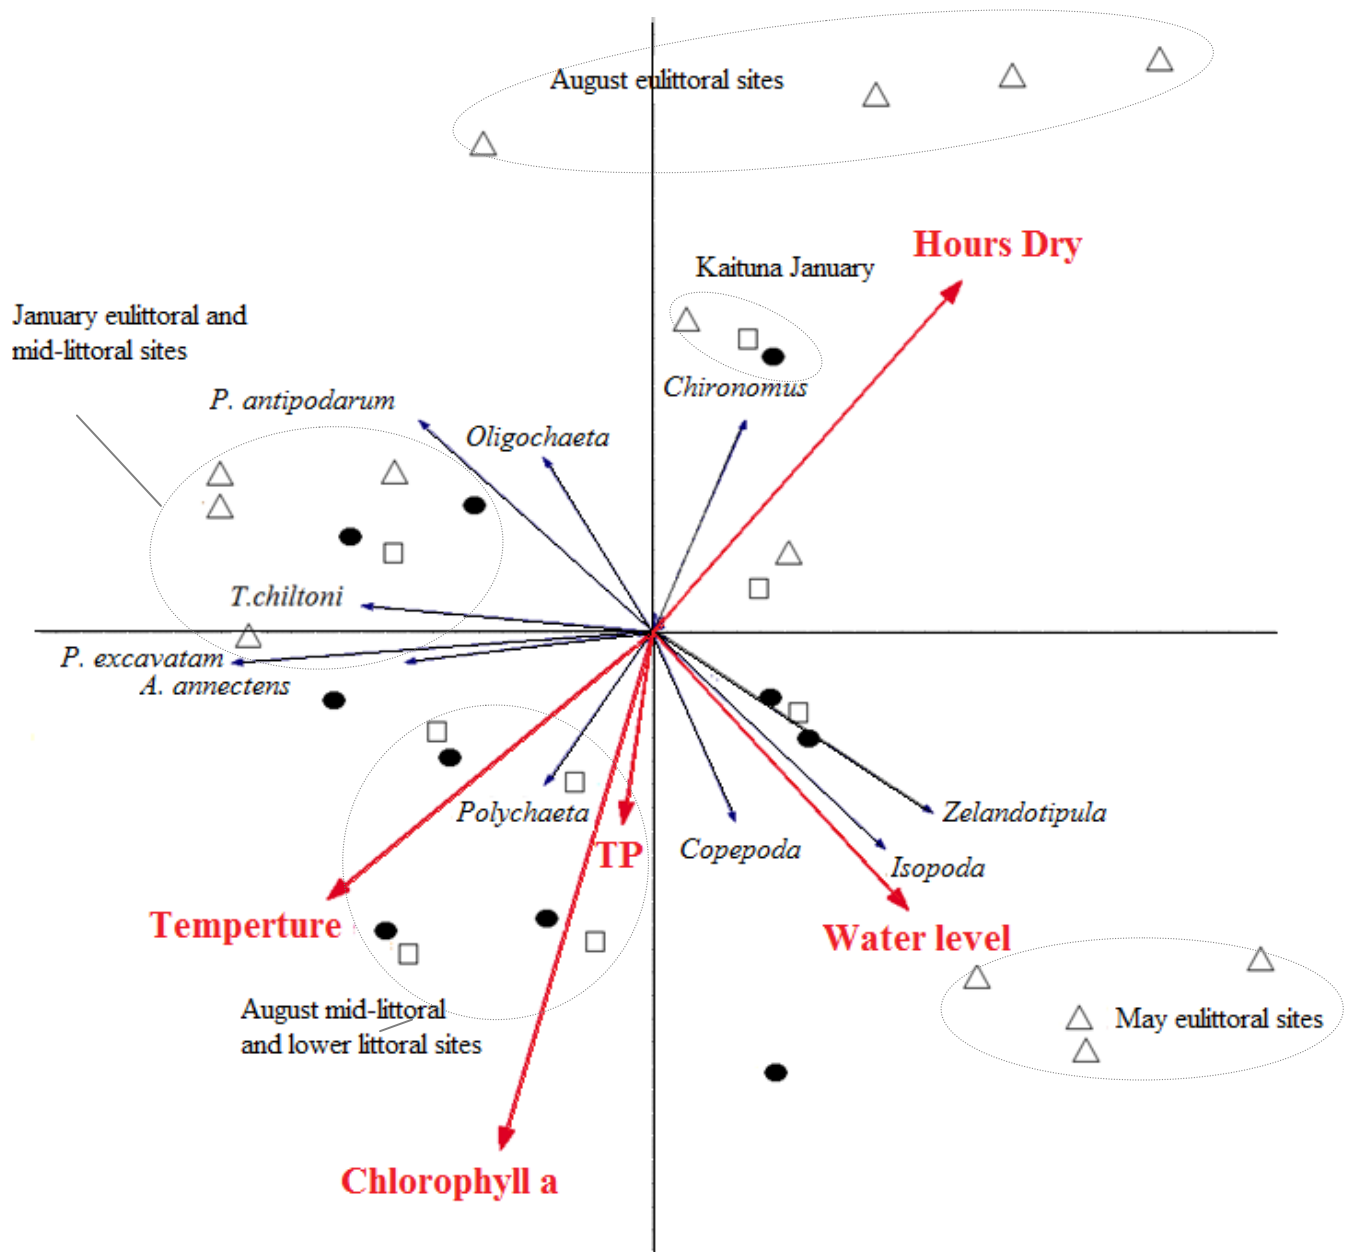 August eulittoral sites
Hours Dry
Kaituna January
January eulittoral and
mid-littoral sites
Chironomus
P. antipodarum
Oligochaeta
T.chiltoni
P. excavatam
A. annectens
Polychaeta
Zelandotipula
TP
Copepoda
Isopoda
Temperture
Water level
August mid-littoral
and lower littoral sites
May eulittoral sites
Chlorophyll a